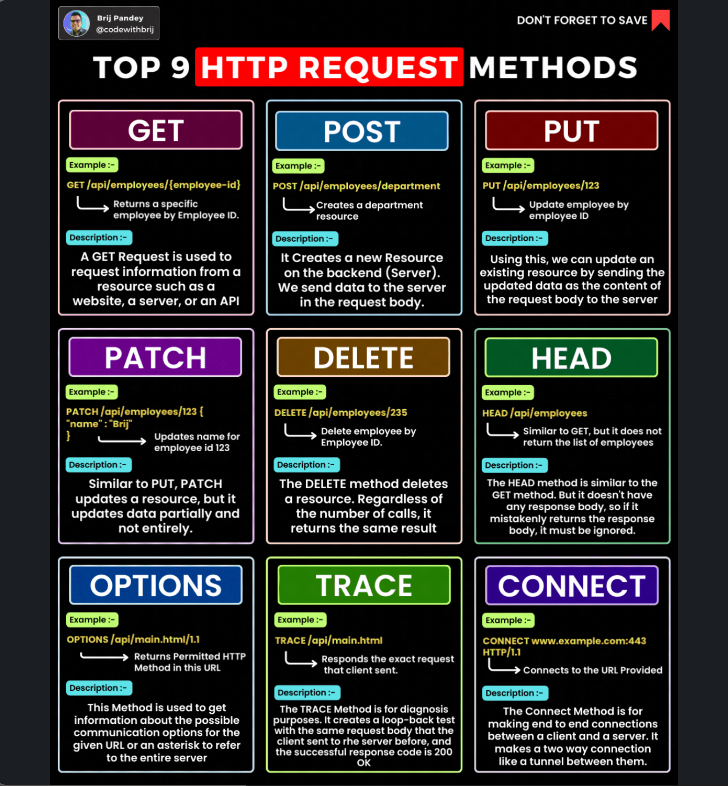 Brij Pandey
@codewithbrij
DON'T FORGET TO SAVE
TOP 9 HTTP REQUEST METHODS
GET
Example :-
GET /api/employees/{employee-id}
Returns a specific
employee by Employee ID.
Description :-
A GET Request is used to
request information from a
resource such as a
website, a server, or an API
POST
Example :-
POST /api/employees/department
Creates a department
resource
Description :-
It Creates a new Resource
on the backend (Server).
We send data to the server
in the request body.
PUT
Example :-
PUT /api/employees/123
Update employee by
employee ID
Description :-
Using this, we can update an
existing resource by sending the
updated data as the content of
the request body to the server
PATCH
Example :-
PATCH /api/employees/123 {
"name" : "Brij"
}
Updates name for
employee id 123
Description :-
Similar to PUT, PATCH
updates a resource, but it
updates data partially and
not entirely.
DELETE
Example :-
DELETE /api/employees/235
Delete employee by
Employee ID.
Description :-
The DELETE method deletes
a resource. Regardless of
the number of calls, it
returns the same result
HEAD
Example :-
HEAD /api/employees
Similar to GET, but it does not
return the list of employees
Description :-
The HEAD method is similar to the
GET method. But it doesn't have
any response body, so if it
mistakenly returns the response
body, it must be ignored.
OPTIONS
Example :-
OPTIONS /api/main.html/1.1
Returns Permitted HTTP
Method in this URL
Description :-
This Method is used to get
information about the possible
communication options for the
given URL or an asterisk to refer
to the entire server
TRACE
Example :-
TRACE /api/main.html
Responds the exact request
that client sent.
Description :-
The TRACE Method is for diagnosis
purposes. It creates a loop-back test
with the same request body that the
client sent to rhe server before, and
the successful response code is 200
OK
CONNECT
Example :-
CONNECT www.example.com:443
HTTP/1.1
Connects to the URL Provided
Description :-
The Connect Method is for
making end to end connections
between a client and a server. It
makes a two way connection
like a tunnel between them.